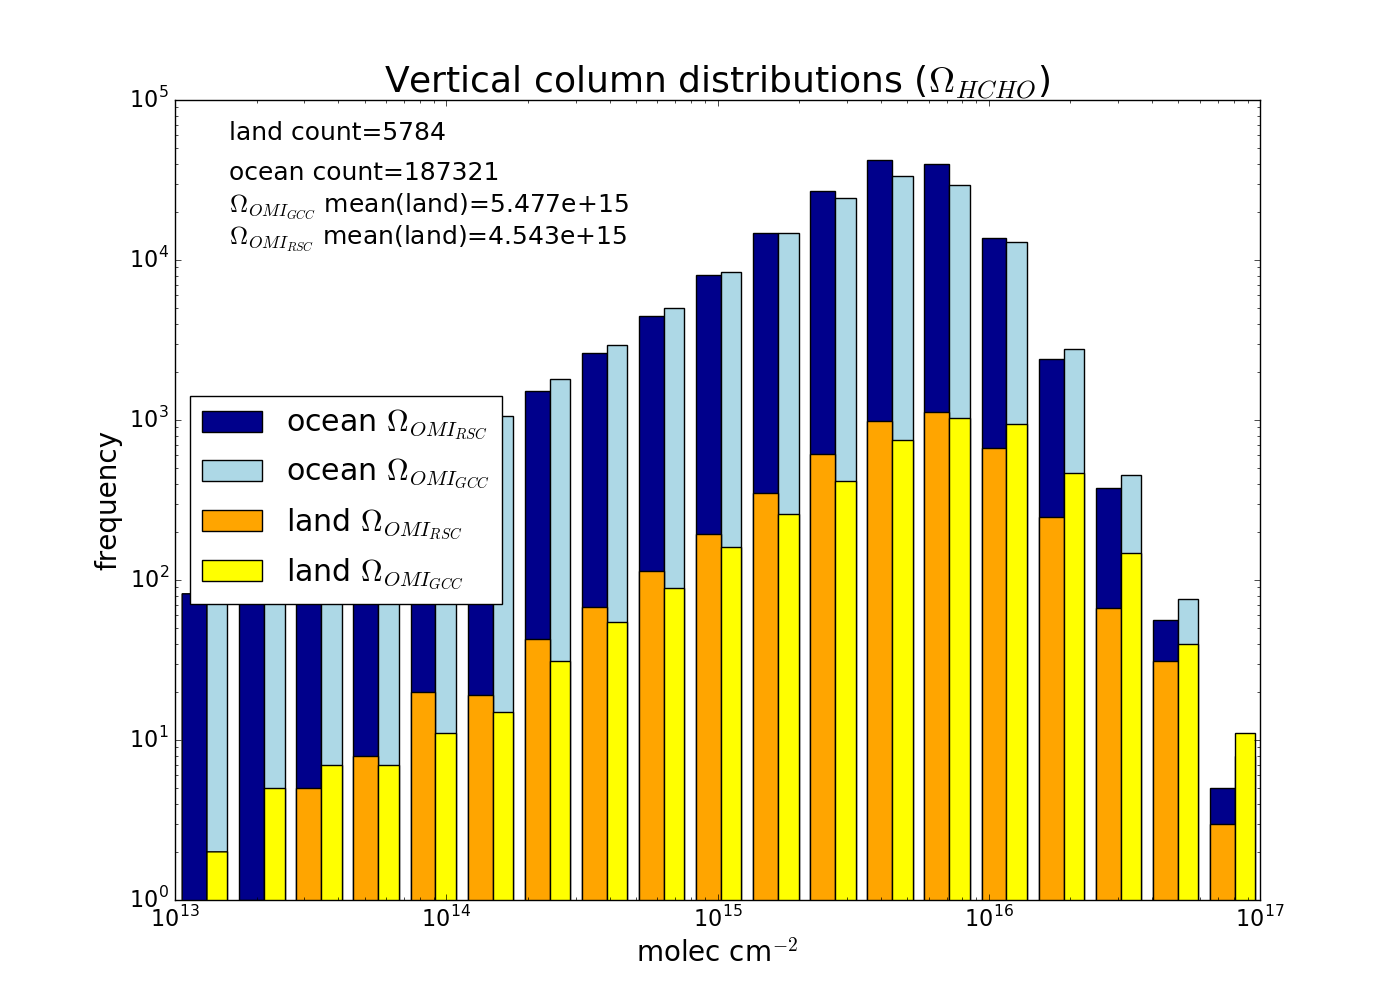 Vertical column distributions (Ω_HCHO)
10^5
land count=5784
ocean count=187321
Ω_OMI_GCC mean(land)=5.477e+15
Ω_OMI_RSC mean(land)=4.543e+15
10^4
10^3
ocean Ω_OMI_RSC
ocean Ω_OMI_GCC
land Ω_OMI_RSC
land Ω_OMI_GCC
frequency
10^2
10^1
10^0
10^13 10^14 10^15 10^16 10^17
molec cm^−2